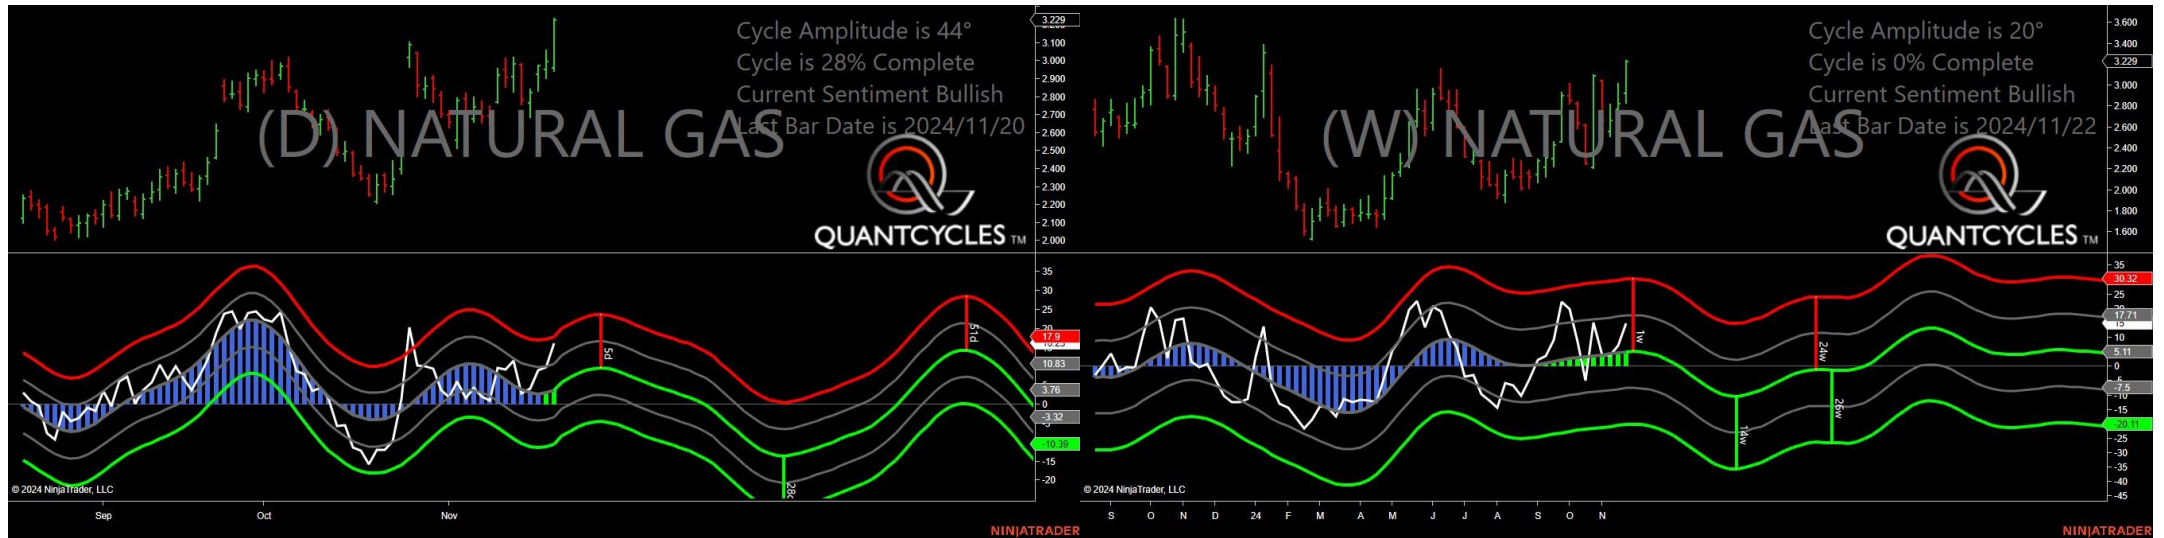 Cycle Amplitude is 44°
Cycle is 28% Complete
Current Sentiment Bullish
Last Bar Date is 2024/11/20
(D) NATURAL GAS
QUANTCYCLES TM
3.229
3.100
3.000
2.900
2.800
2.700
2.600
2.500
2.400
2.300
2.200
2.100
2.000
35
30
25
20
17.9
10.83
5
3.76
0
-3.32
-10.39
-15
-20
5d
28d
51d
© 2024 NinjaTrader, LLC
Sep
Oct
Nov
NINJATRADER
Cycle Amplitude is 20°
Cycle is 0% Complete
Current Sentiment Bullish
Last Bar Date is 2024/11/22
(W) NATURAL GAS
QUANTCYCLES TM
3.600
3.400
3.229
3.000
2.800
2.600
2.400
2.200
2.000
1.800
1.600
35
30.32
25
20
17.71
15
10
5.11
0
-5
-7.5
-10
-15
-20.11
-25
-30
-35
-40
-45
1w
24w
14w
26w
© 2024 NinjaTrader, LLC
S
O
N
D
24
F
M
A
M
J
J
A
S
O
N
NINJATRADER